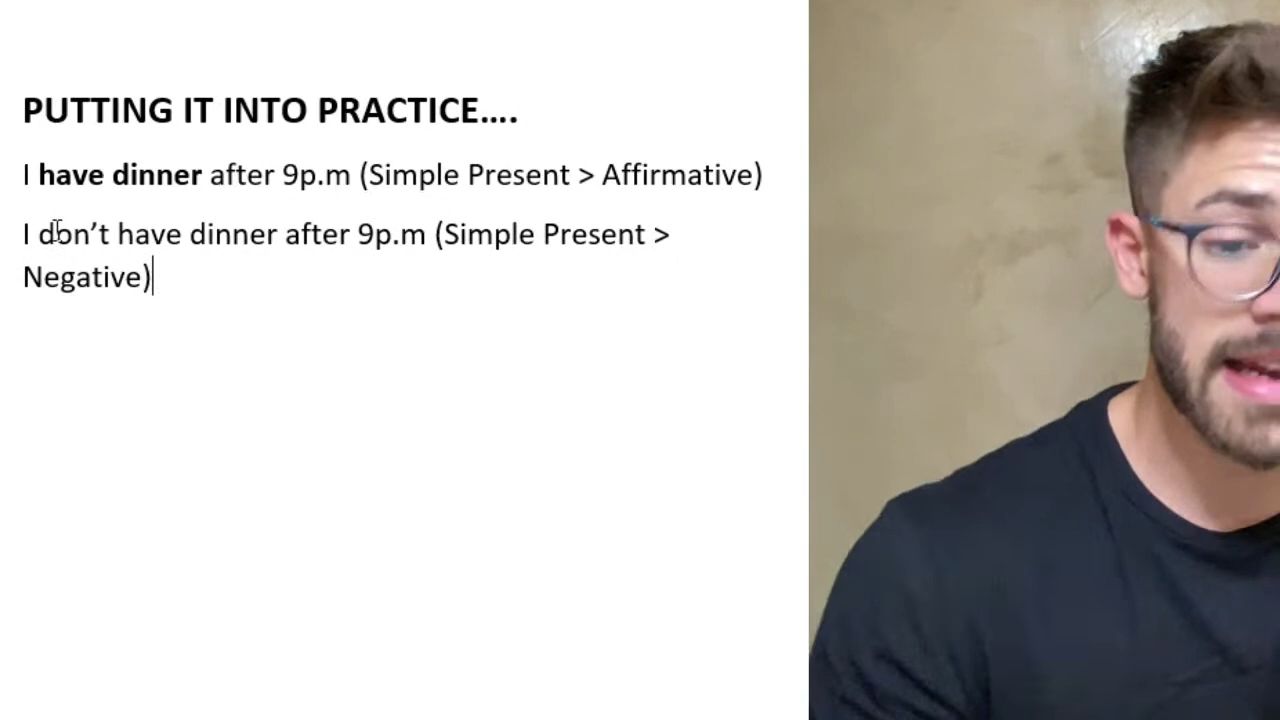 PUTTING IT INTO PRACTICE....
I have dinner after 9p.m (Simple Present > Affirmative)
I don’t have dinner after 9p.m (Simple Present >
Negative)